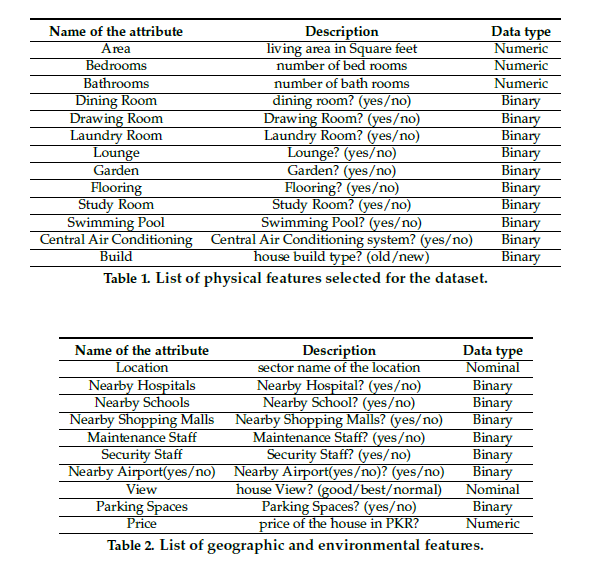 Name of the attribute Description Data type
Area living area in Square feet Numeric
Bedrooms number of bed rooms Numeric
Bathrooms number of bath rooms Numeric
Dining Room dining room? (yes/no) Binary
Drawing Room Drawing Room? (yes/no) Binary
Laundry Room Laundry Room? (yes/no) Binary
Lounge Lounge? (yes/no) Binary
Garden Garden? (yes/no) Binary
Flooring Flooring? (yes/no) Binary
Study Room Study Room? (yes/no) Binary
Swimming Pool Swimming Pool? (yes/no) Binary
Central Air Conditioning Central Air Conditioning system? (yes/no) Binary
Build house build type? (old/new) Binary
Table 1. List of physical features selected for the dataset.
Name of the attribute Description Data type
Location sector name of the location Nominal
Nearby Hospitals Nearby Hospital? (yes/no) Binary
Nearby Schools Nearby School? (yes/no) Binary
Nearby Shopping Malls Nearby Shopping Malls? (yes/no) Binary
Maintenance Staff Maintenance Staff? (yes/no) Binary
Security Staff Security Staff? (yes/no) Binary
Nearby Airport(yes/no) Nearby Airport(yes/no)? (yes/no) Binary
View house View? (good/best/normal) Nominal
Parking Spaces Parking Spaces? (yes/no) Binary
Price price of the house in PKR? Numeric
Table 2. List of geographic and environmental features.